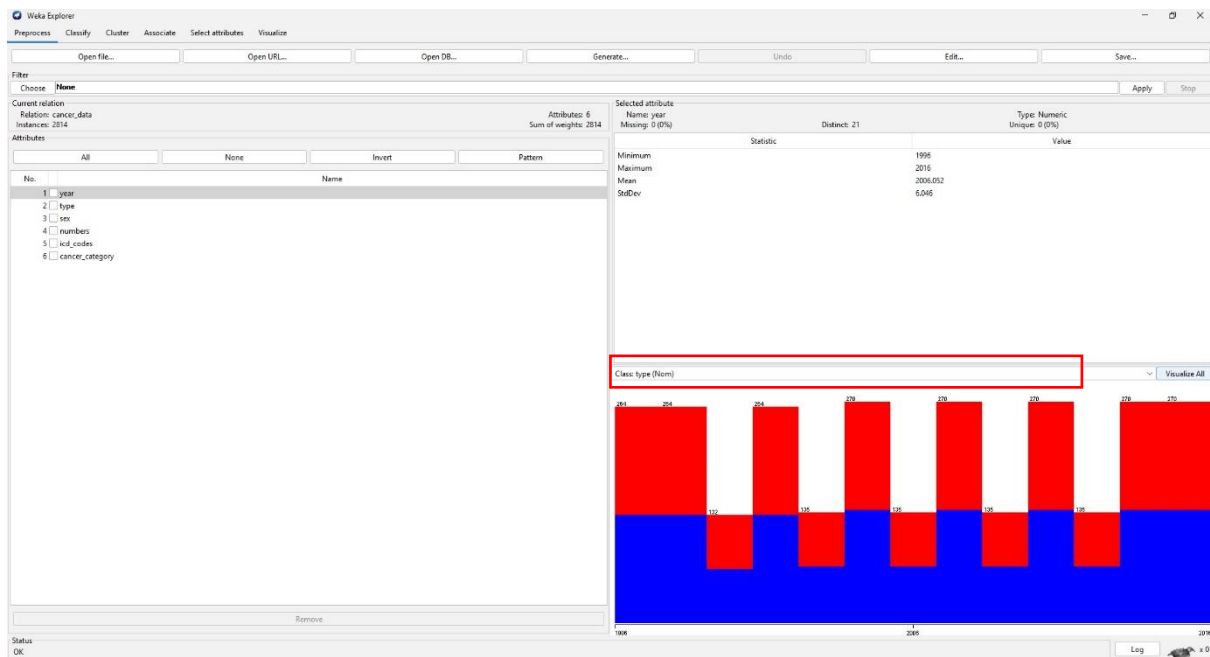 Weka Explorer
Preprocess Classify Cluster Associate Select attributes Visualize
Open file... Open URL... Open DB... Generate... Undo Edit... Save...
Filter
Choose None Apply Stop
Current relation
Relation: cancer_data Attributes: 6
Instances: 2814 Sum of weights: 2814
Attributes
All None Invert Pattern
No. Name
1 year
2 type
3 sex
4 numbers
5 icd_codes
6 cancer_category
Remove
Selected attribute
Name: year Type: Numeric
Missing: 0 (0%) Distinct: 21 Unique: 0 (0%)
Statistic Value
Minimum 1996
Maximum 2016
Mean 2006.052
StdDev 6.046
Class: type (Nom) Visualize All
264 264 264 270 270 270 270 270
132 135 135 135 135
1996 2006 2016
Status
OK Log x 0